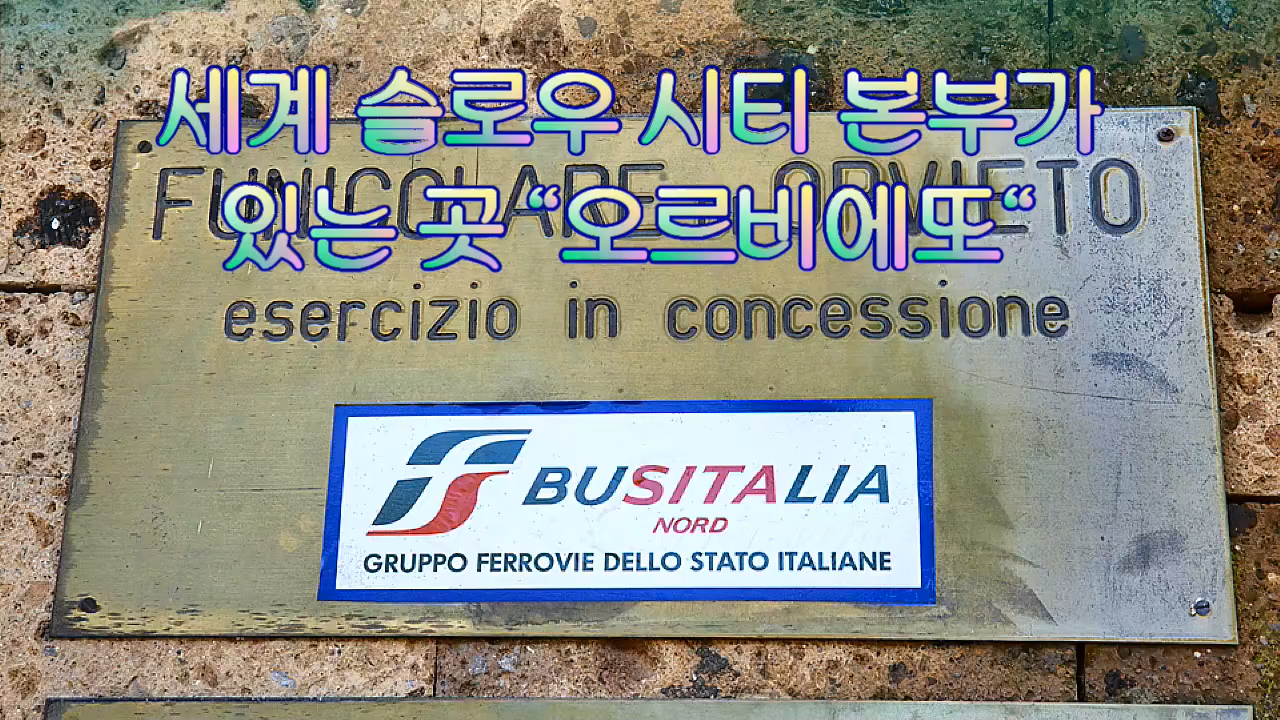 세계 슬로우 시티 본부가
FUNICOLARE ORVIETO
있는 곳 “오르비에또“
esercizio in concessione
BUSITALIA
NORD
GRUPPO FERROVIE DELLO STATO ITALIANE